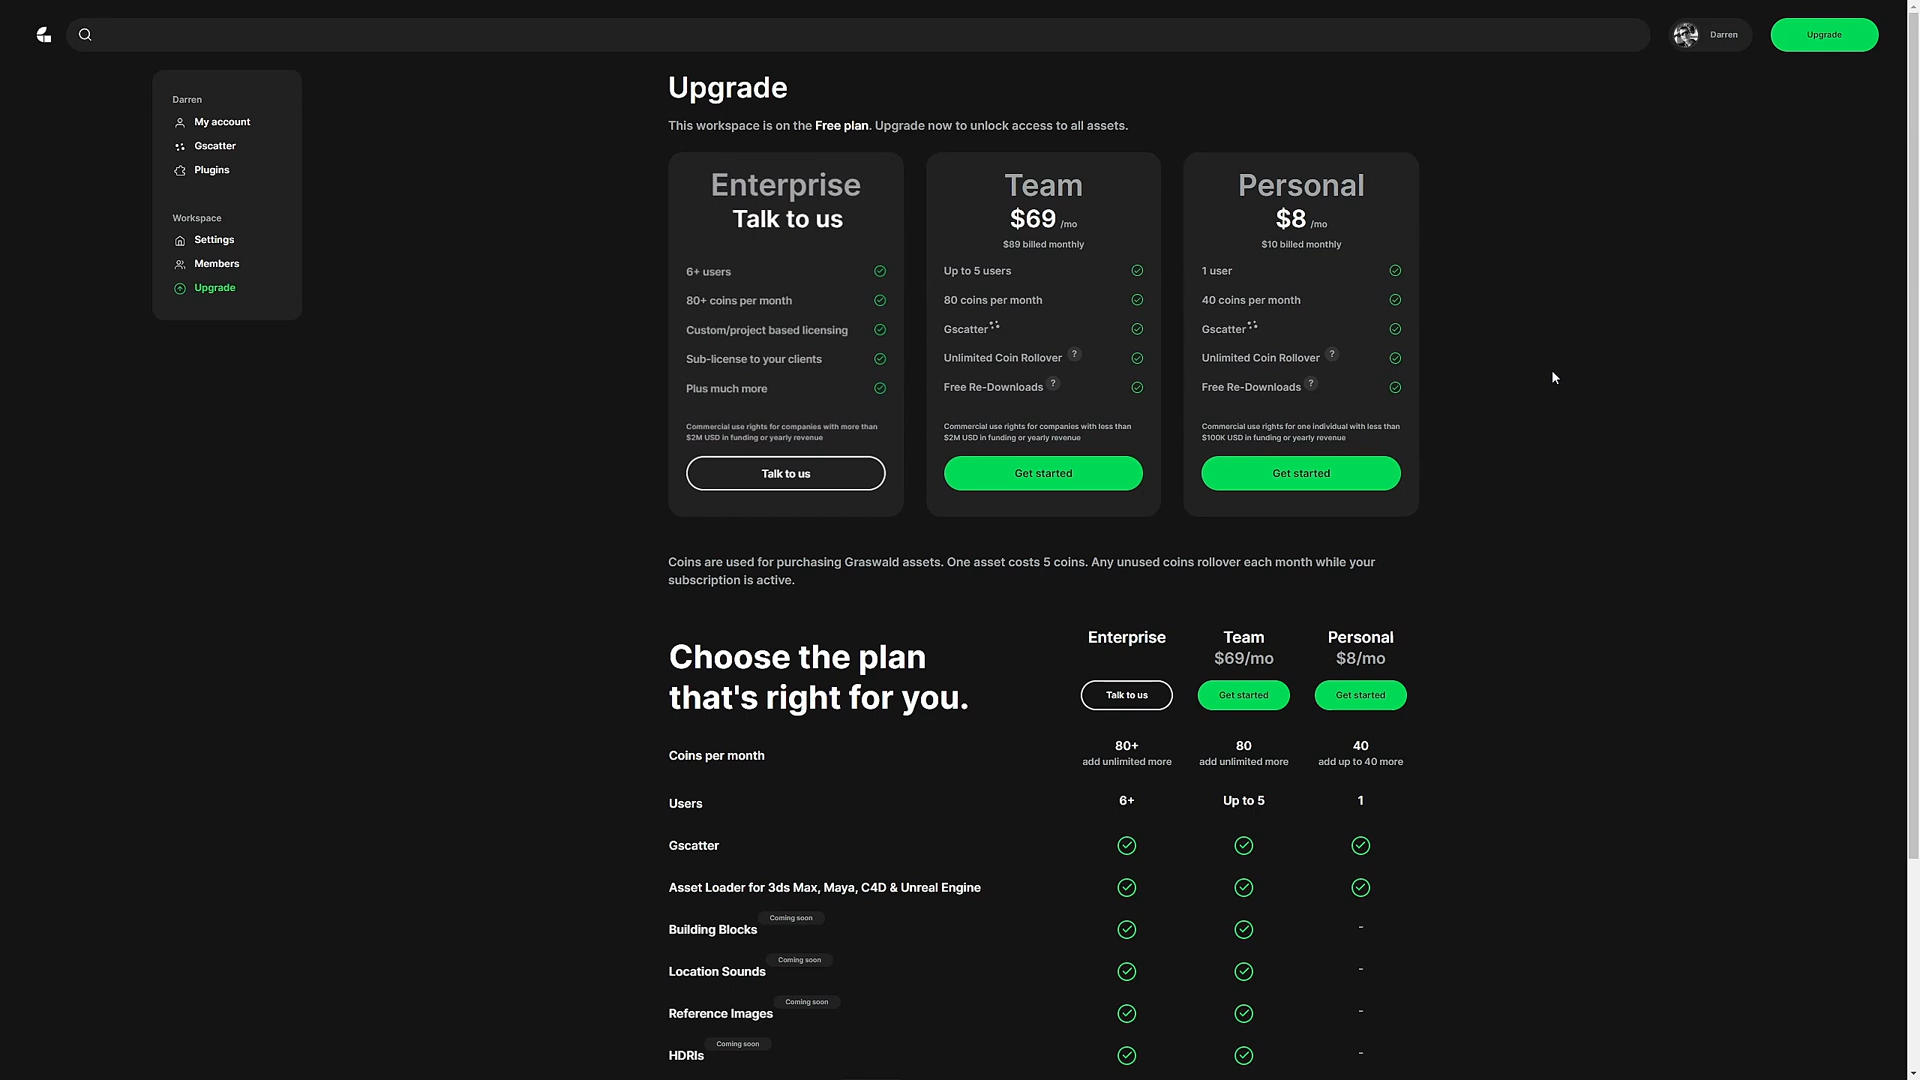 Darren
Upgrade
Darren
My account
Gscatter
Plugins
Workspace
Settings
Members
Upgrade
Upgrade
This workspace is on the Free plan. Upgrade now to unlock access to all assets.
Enterprise
Talk to us
6+ users
80+ coins per month
Custom/project based licensing
Sub-license to your clients
Plus much more
Commercial use rights for companies with more than
$2M USD in funding or yearly revenue
Talk to us
Team
$69 /mo
$89 billed monthly
Up to 5 users
80 coins per month
Gscatter
Unlimited Coin Rollover ?
Free Re-Downloads ?
Commercial use rights for companies with less than
$2M USD in funding or yearly revenue
Get started
Personal
$8 /mo
$10 billed monthly
1 user
40 coins per month
Gscatter
Unlimited Coin Rollover ?
Free Re-Downloads ?
Commercial use rights for one individual with less than
$100K USD in funding or yearly revenue
Get started
Coins are used for purchasing Graswald assets. One asset costs 5 coins. Any unused coins rollover each month while your
subscription is active.
Choose the plan
that's right for you.
Enterprise
Talk to us
Team
$69/mo
Get started
Personal
$8/mo
Get started
Coins per month
80+
add unlimited more
80
add unlimited more
40
add up to 40 more
Users 6+ Up to 5 1
Gscatter
Asset Loader for 3ds Max, Maya, C4D & Unreal Engine
Building Blocks Coming soon -
Location Sounds Coming soon -
Reference Images Coming soon -
HDRIs Coming soon -